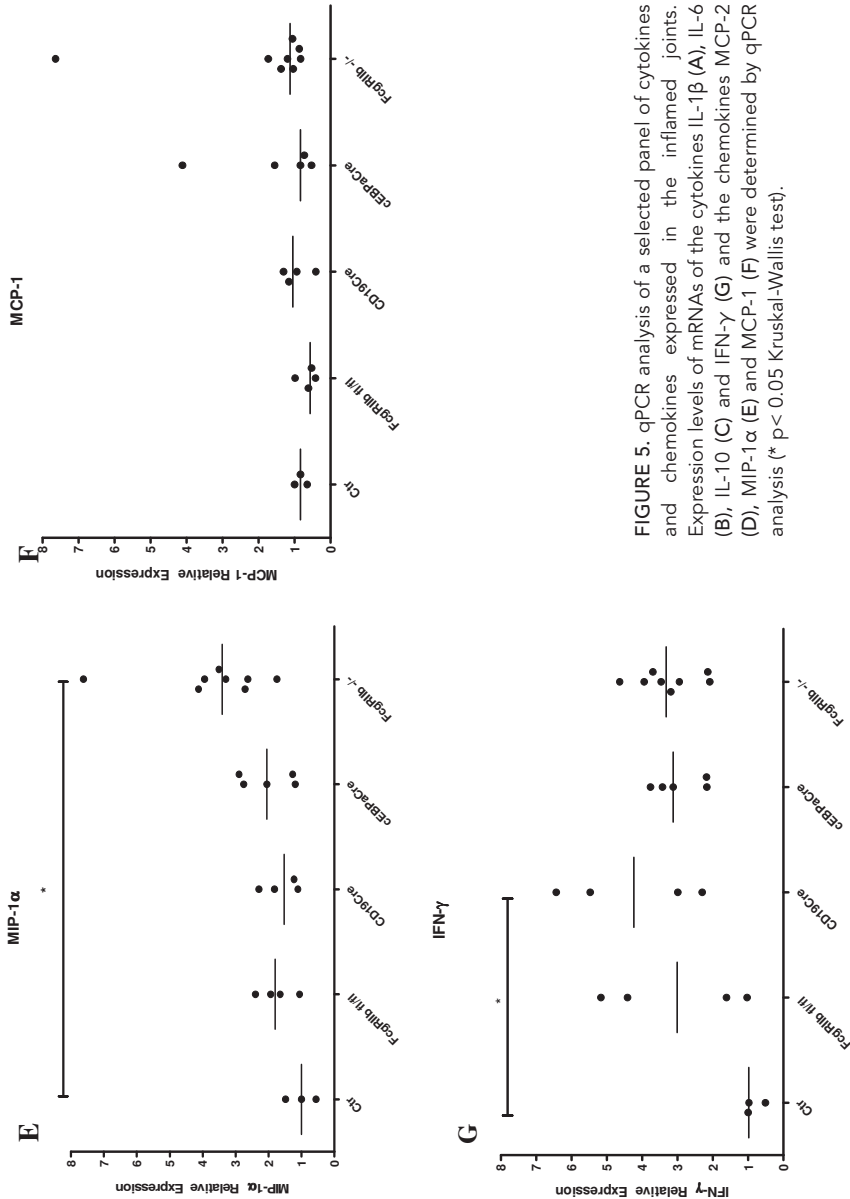 E
MIP-1α
MIP-1α Relative Expression
8
7
6
5
4
3
2
1
0
*
Ctr
FcgRIIb fl/fl
CD19Cre
cEBPaCre
FcgRIIb -/-
F
MCP-1
MCP-1 Relative Expression
8
7
6
5
4
3
2
1
0
Ctr
FcgRIIb fl/fl
CD19Cre
cEBPaCre
FcgRIIb -/-
G
IFN-γ
IFN-γ Relative Expression
8
7
6
5
4
3
2
1
0
*
Ctr
FcgRIIb fl/fl
CD19Cre
cEBPaCre
FcgRIIb -/-
FIGURE 5. qPCR analysis of a selected panel of cytokines
and chemokines expressed in the inflamed joints.
Expression levels of mRNAs of the cytokines IL-1β (A), IL-6
(B), IL-10 (C) and IFN-γ (G) and the chemokines MCP-2
(D), MIP-1α (E) and MCP-1 (F) were determined by qPCR
analysis (* p< 0.05 Kruskal-Wallis test).